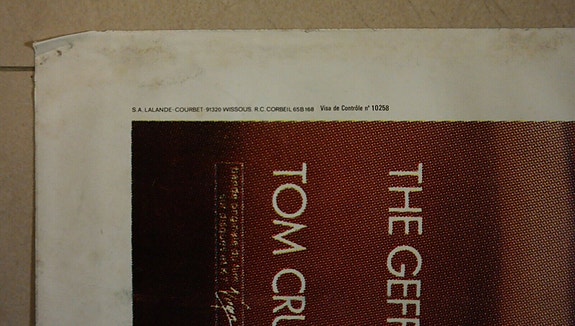 S.A. LALANDE-COURBET 91320 WISSOUS. R.C. CORBEIL 65B168 Visa de Contrôle n° 10258
THE GEFF
TOM CRU